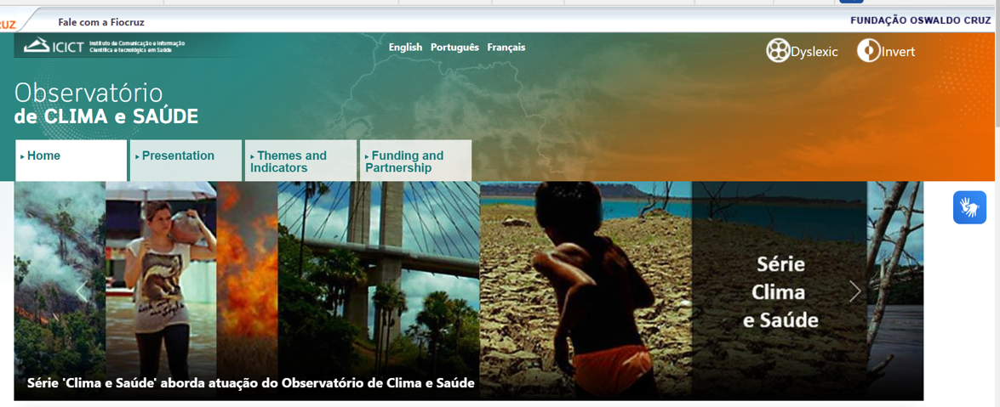 RUZ
Fale com a Fiocruz
FUNDAÇÃO OSWALDO CRUZ
ICICT
Instituto de Comunicação e Informação
Científica e tecnológica em Saúde
English Português Français
Dyslexic
Invert
Observatório
de CLIMA e SAÚDE
Home
Presentation
Themes and
Indicators
Funding and
Partnership
Série
Clima
e Saúde
Série 'Clima e Saúde' aborda atuação do Observatório de Clima e Saúde